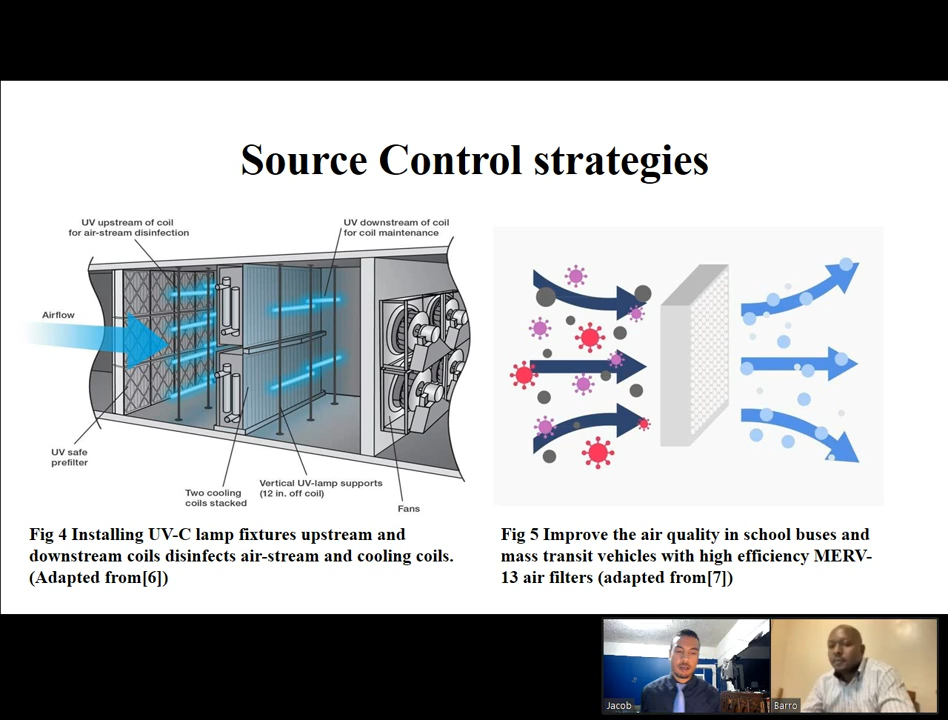 Source Control strategies
UV upstream of coil
for air-stream disinfection
UV downstream of coil
for coil maintenance
Airflow
UV safe
prefilter
Two cooling
coils stacked
Vertical UV-lamp supports
(12 in. off coil)
Fans
Fig 4 Installing UV-C lamp fixtures upstream and
downstream coils disinfects air-stream and cooling coils.
(Adapted from[6])
Fig 5 Improve the air quality in school buses and
mass transit vehicles with high efficiency MERV-
13 air filters (adapted from[7])
Jacob
Barro